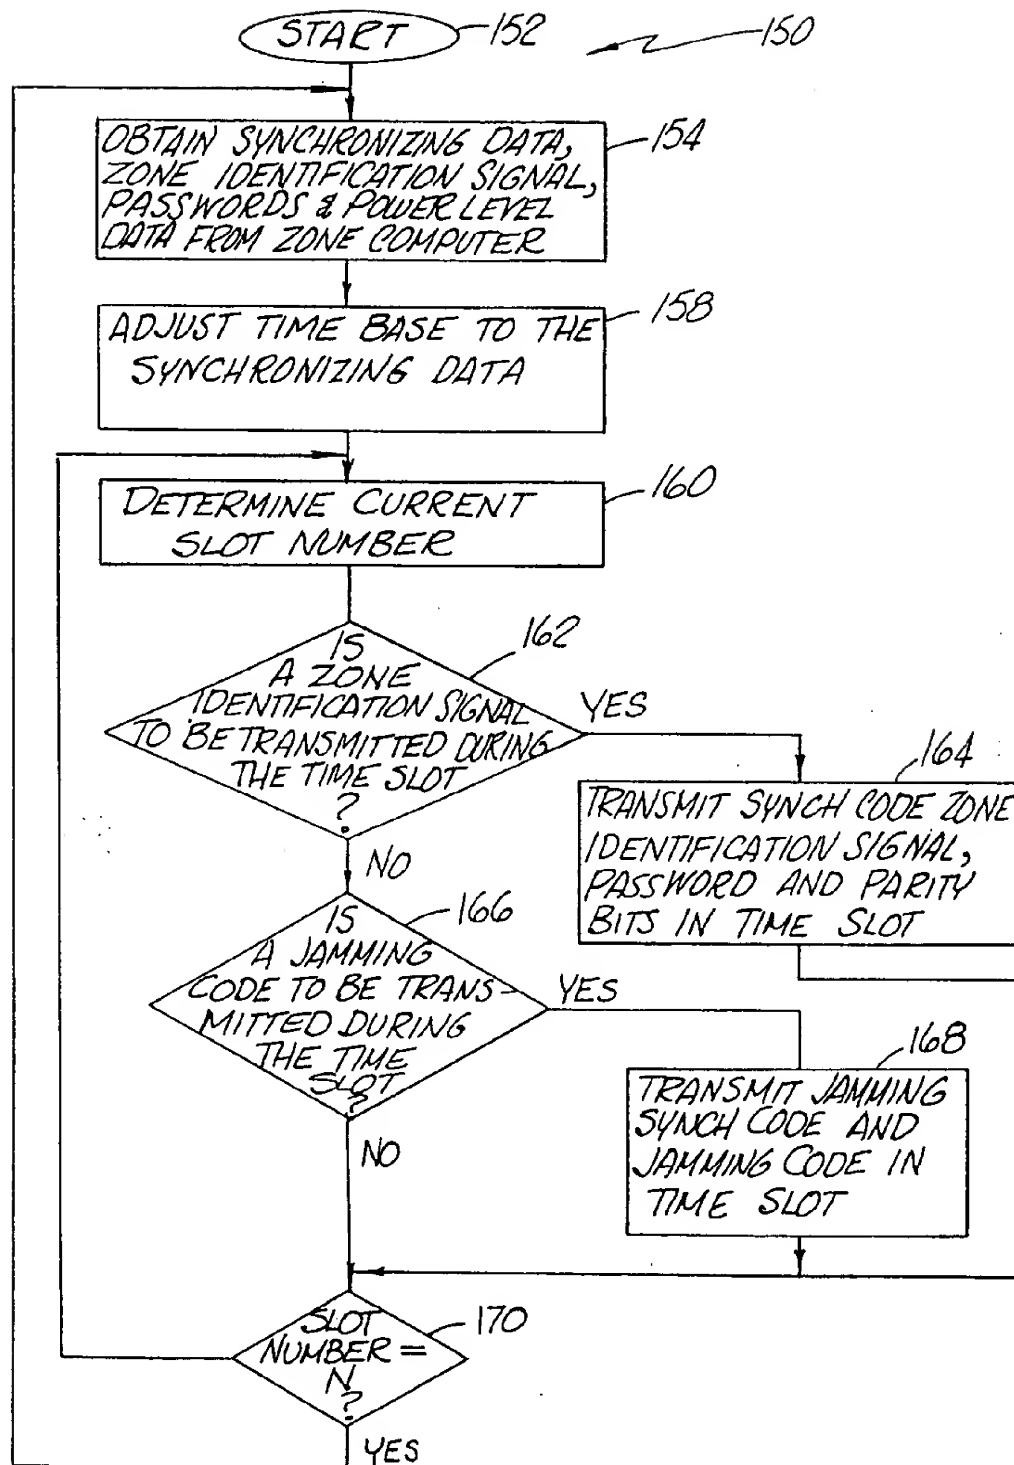 START
152
150
OBTAIN SYNCHRONIZING DATA,
ZONE IDENTIFICATION SIGNAL,
PASSWORDS & POWER LEVEL
DATA FROM ZONE COMPUTER
154
ADJUST TIME BASE TO THE
SYNCHRONIZING DATA
158
DETERMINE CURRENT
SLOT NUMBER
160
IS
A ZONE
IDENTIFICATION SIGNAL
TO BE TRANSMITTED DURING
THE TIME SLOT
?
162
YES
NO
TRANSMIT SYNCH CODE ZONE
IDENTIFICATION SIGNAL,
PASSWORD AND PARITY
BITS IN TIME SLOT
164
IS
A JAMMING
CODE TO BE TRANS-
MITTED DURING
THE TIME
SLOT
?
166
YES
NO
TRANSMIT JAMMING
SYNCH CODE AND
JAMMING CODE IN
TIME SLOT
168
SLOT
NUMBER =
N
?
170
YES